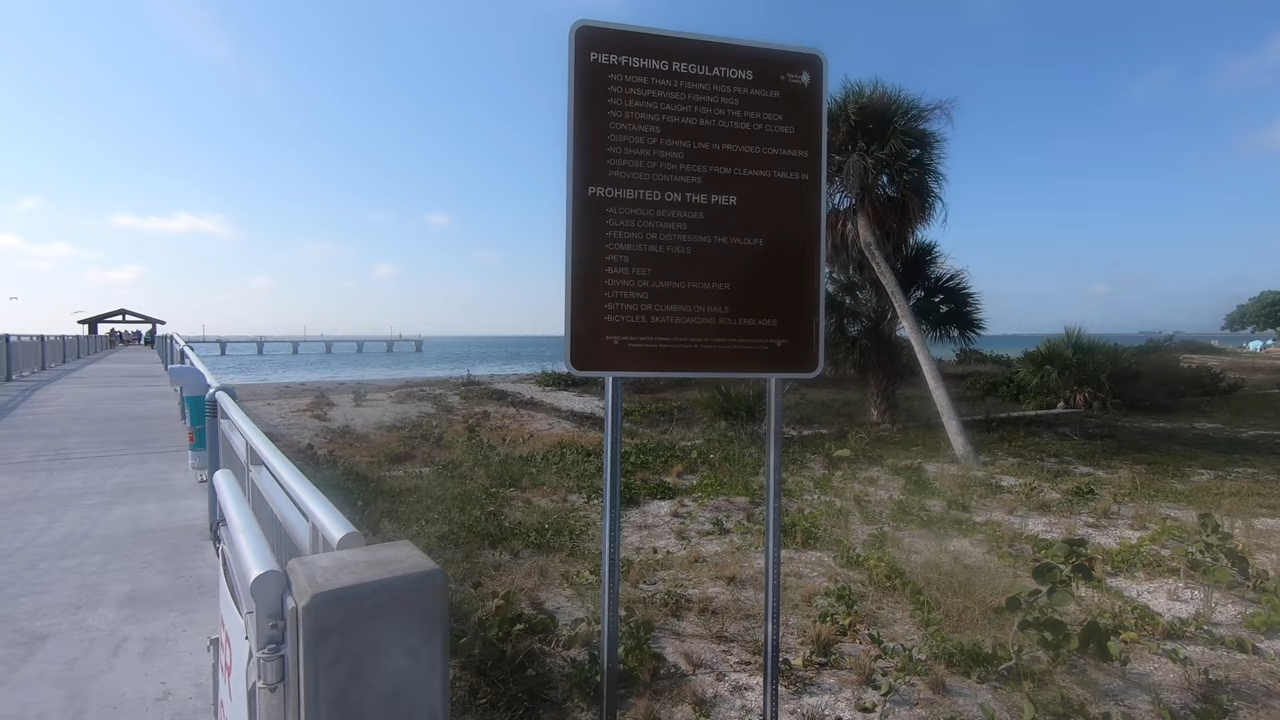 PIER FISHING REGULATIONS
Pinellas
County
•NO MORE THAN 2 FISHING RIGS PER ANGLER
•NO UNSUPERVISED FISHING RIGS
•NO LEAVING CAUGHT FISH ON THE PIER DECK
•NO STORING FISH AND BAIT OUTSIDE OF CLOSED
CONTAINERS
•DISPOSE OF FISHING LINE IN PROVIDED CONTAINERS
•NO SHARK FISHING
•DISPOSE OF FISH PIECES FROM CLEANING TABLES IN
PROVIDED CONTAINERS
PROHIBITED ON THE PIER
•ALCOHOLIC BEVERAGES
•GLASS CONTAINERS
•FEEDING OR DISTRESSING THE WILDLIFE
•COMBUSTIBLE FUELS
•PETS
•BARE FEET
•DIVING OR JUMPING FROM PIER
•LITTERING
•SITTING OR CLIMBING ON RAILS
•BICYCLES, SKATEBOARDING, ROLLERBLADES